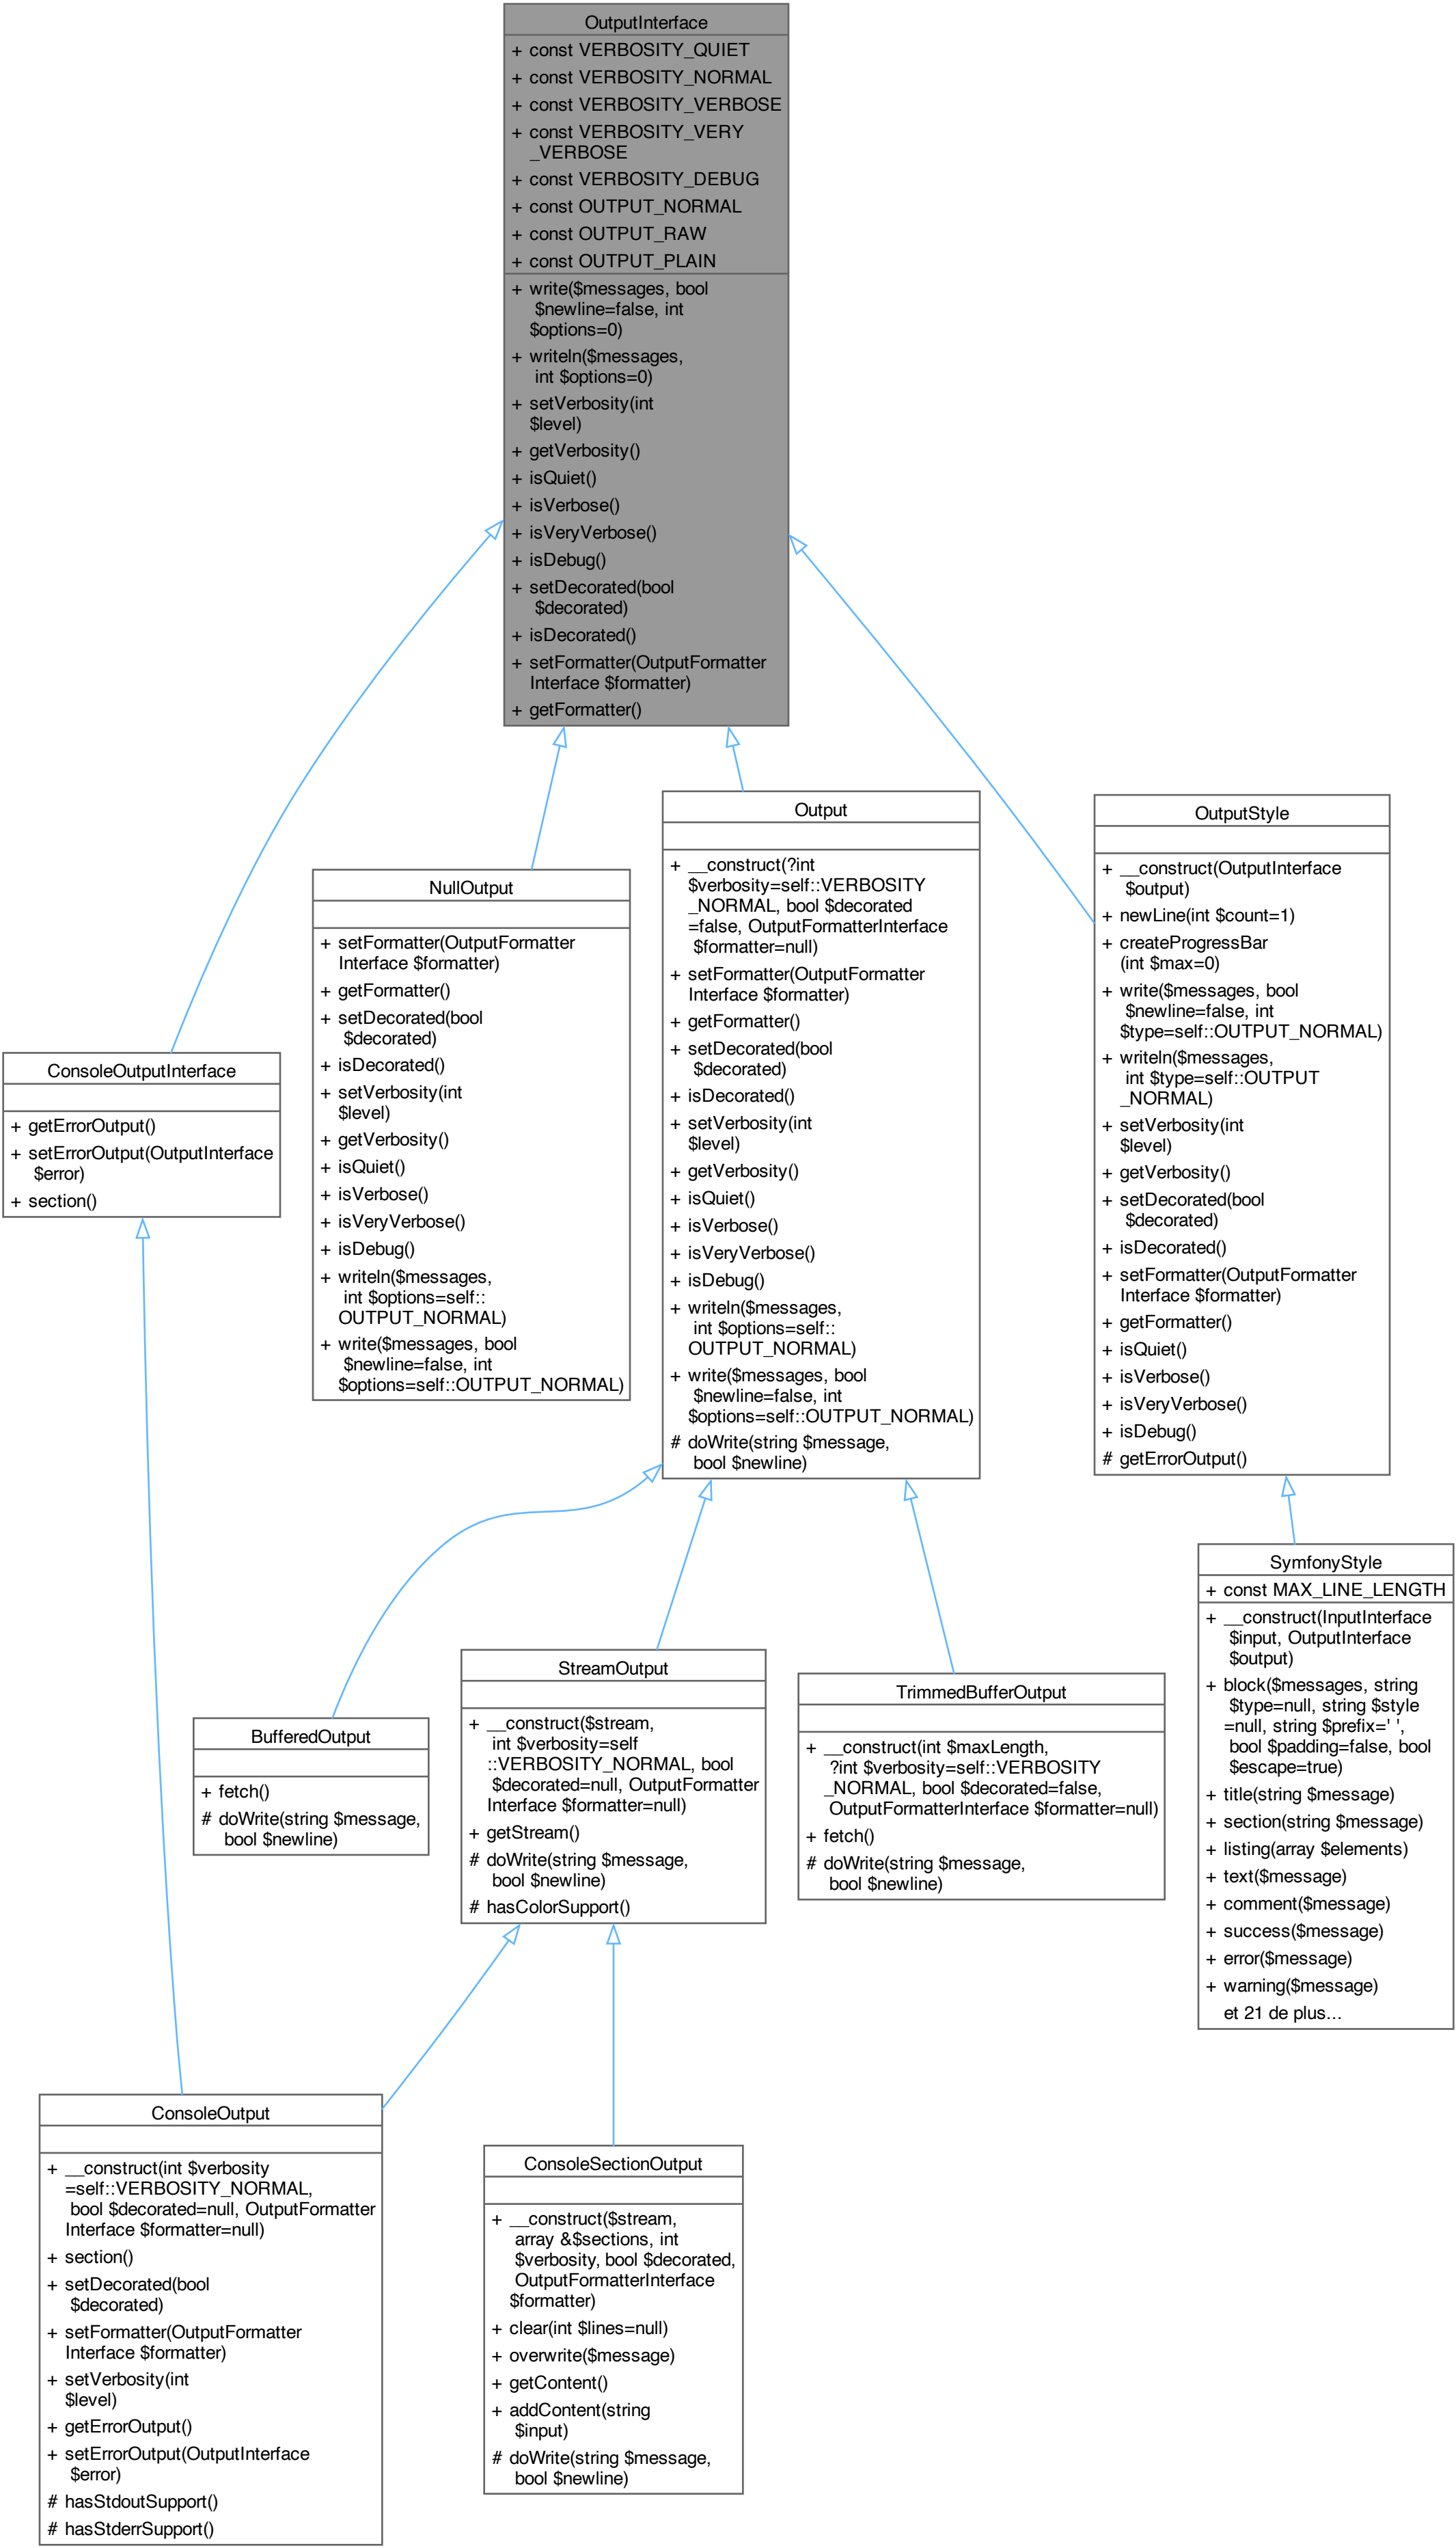 OutputInterface
+ const VERBOSITY_QUIET
+ const VERBOSITY_NORMAL
+ const VERBOSITY_VERBOSE
+ const VERBOSITY_VERY
_VERBOSE
+ const VERBOSITY_DEBUG
+ const OUTPUT_NORMAL
+ const OUTPUT_RAW
+ const OUTPUT_PLAIN
+ write($messages, bool
$newline=false, int
$options=0)
+ writeln($messages,
int $options=0)
+ setVerbosity(int
$level)
+ getVerbosity()
+ isQuiet()
+ isVerbose()
+ isVeryVerbose()
+ isDebug()
+ setDecorated(bool
$decorated)
+ isDecorated()
+ setFormatter(OutputFormatter
Interface $formatter)
+ getFormatter()
ConsoleOutputInterface
+ getErrorOutput()
+ setErrorOutput(OutputInterface
$error)
+ section()
NullOutput
+ setFormatter(OutputFormatter
Interface $formatter)
+ getFormatter()
+ setDecorated(bool
$decorated)
+ isDecorated()
+ setVerbosity(int
$level)
+ getVerbosity()
+ isQuiet()
+ isVerbose()
+ isVeryVerbose()
+ isDebug()
+ writeln($messages,
int $options=self::
OUTPUT_NORMAL)
+ write($messages, bool
$newline=false, int
$options=self::OUTPUT_NORMAL)
Output
+ __construct(?int
$verbosity=self::VERBOSITY
_NORMAL, bool $decorated
=false, OutputFormatterInterface
$formatter=null)
+ setFormatter(OutputFormatter
Interface $formatter)
+ getFormatter()
+ setDecorated(bool
$decorated)
+ isDecorated()
+ setVerbosity(int
$level)
+ getVerbosity()
+ isQuiet()
+ isVerbose()
+ isVeryVerbose()
+ isDebug()
+ writeln($messages,
int $options=self::
OUTPUT_NORMAL)
+ write($messages, bool
$newline=false, int
$options=self::OUTPUT_NORMAL)
# doWrite(string $message,
bool $newline)
OutputStyle
+ __construct(OutputInterface
$output)
+ newLine(int $count=1)
+ createProgressBar
(int $max=0)
+ write($messages, bool
$newline=false, int
$type=self::OUTPUT_NORMAL)
+ writeln($messages,
int $type=self::OUTPUT
_NORMAL)
+ setVerbosity(int
$level)
+ getVerbosity()
+ setDecorated(bool
$decorated)
+ isDecorated()
+ setFormatter(OutputFormatter
Interface $formatter)
+ getFormatter()
+ isQuiet()
+ isVerbose()
+ isVeryVerbose()
+ isDebug()
# getErrorOutput()
BufferedOutput
+ fetch()
# doWrite(string $message,
bool $newline)
StreamOutput
+ __construct($stream,
int $verbosity=self
::VERBOSITY_NORMAL, bool
$decorated=null, OutputFormatter
Interface $formatter=null)
+ getStream()
# doWrite(string $message,
bool $newline)
# hasColorSupport()
TrimmedBufferOutput
+ __construct(int $maxLength,
?int $verbosity=self::VERBOSITY
_NORMAL, bool $decorated=false,
OutputFormatterInterface $formatter=null)
+ fetch()
# doWrite(string $message,
bool $newline)
SymfonyStyle
+ const MAX_LINE_LENGTH
+ __construct(InputInterface
$input, OutputInterface
$output)
+ block($messages, string
$type=null, string $style
=null, string $prefix=' ',
bool $padding=false, bool
$escape=true)
+ title(string $message)
+ section(string $message)
+ listing(array $elements)
+ text($message)
+ comment($message)
+ success($message)
+ error($message)
+ warning($message)
et 21 de plus...
ConsoleOutput
+ __construct(int $verbosity
=self::VERBOSITY_NORMAL,
bool $decorated=null, OutputFormatter
Interface $formatter=null)
+ section()
+ setDecorated(bool
$decorated)
+ setFormatter(OutputFormatter
Interface $formatter)
+ setVerbosity(int
$level)
+ getErrorOutput()
+ setErrorOutput(OutputInterface
$error)
# hasStdoutSupport()
# hasStderrSupport()
ConsoleSectionOutput
+ __construct($stream,
array &$sections, int
$verbosity, bool $decorated,
OutputFormatterInterface
$formatter)
+ clear(int $lines=null)
+ overwrite($message)
+ getContent()
+ addContent(string
$input)
# doWrite(string $message,
bool $newline)